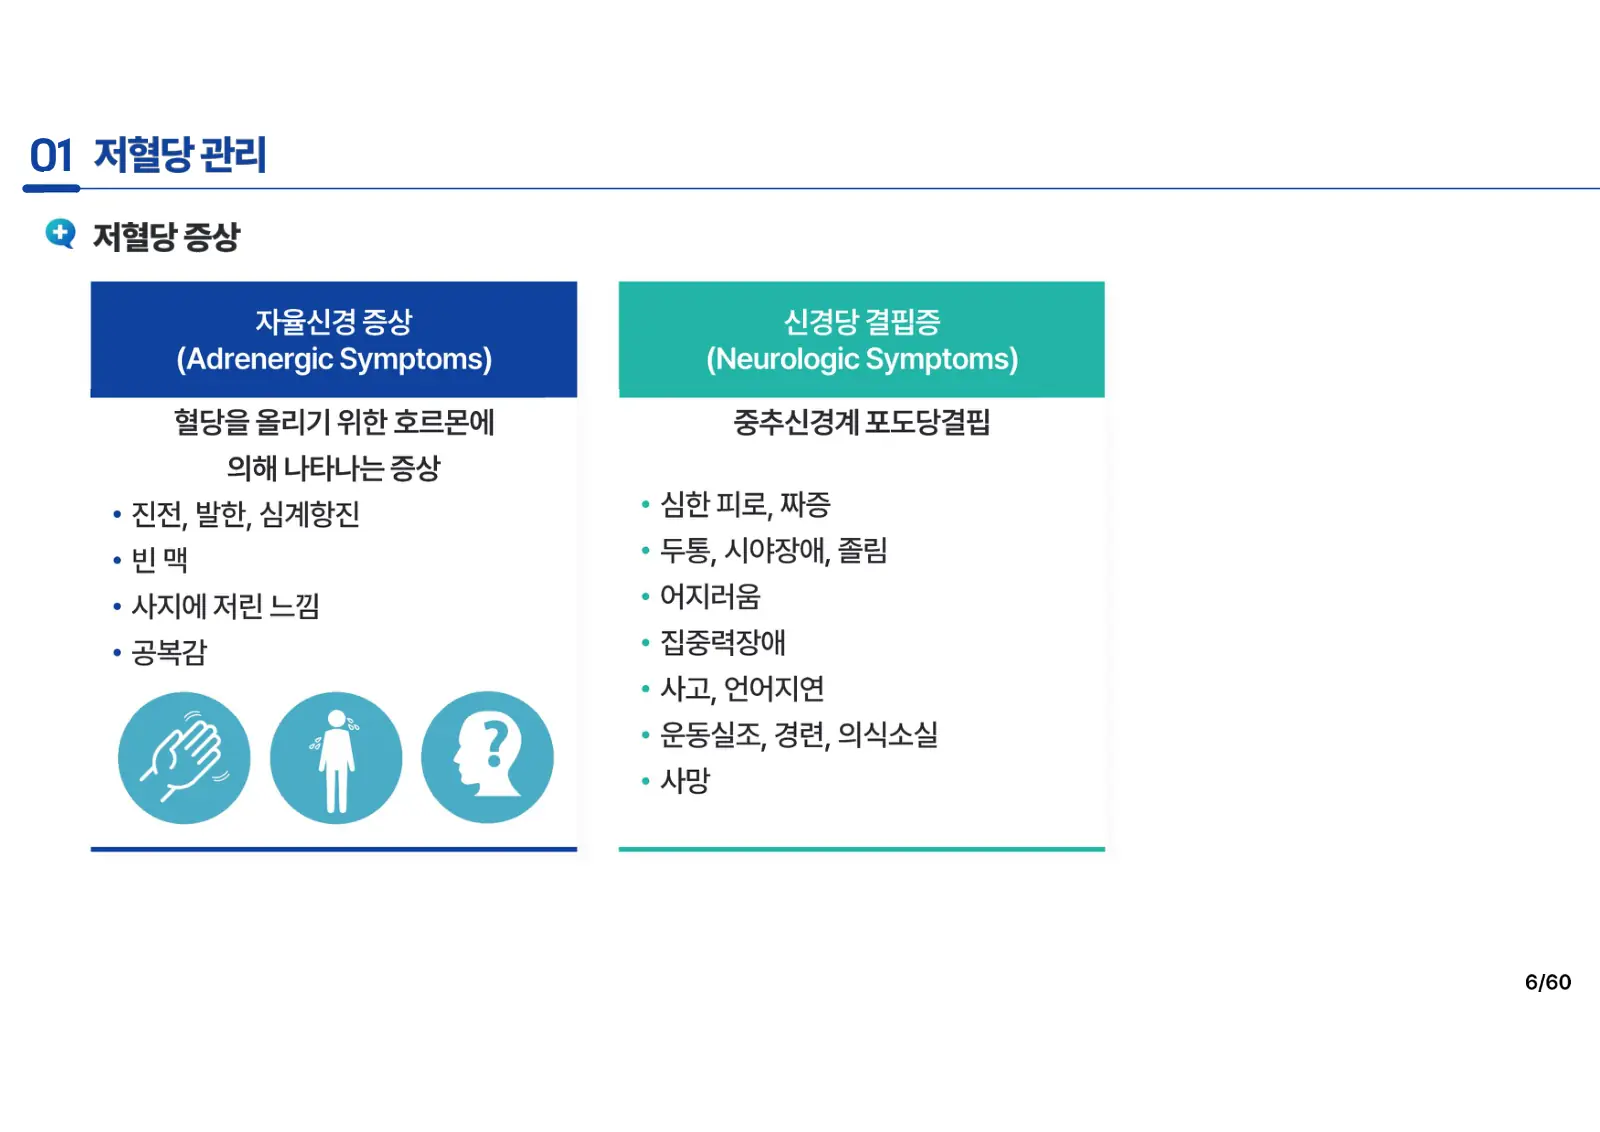 01 저혈당 관리
저혈당 증상
자율신경 증상
(Adrenergic Symptoms)
혈당을 올리기 위한 호르몬에
의해 나타나는 증상
• 진전, 발한, 심계항진
• 빈 맥
• 사지에 저린 느낌
• 공복감
?
신경당 결핍증
(Neurologic Symptoms)
중추신경계 포도당결핍
• 심한 피로, 짜증
• 두통, 시야장애, 졸림
• 어지러움
• 집중력장애
• 사고, 언어지연
• 운동실조, 경련, 의식소실
• 사망
6/60